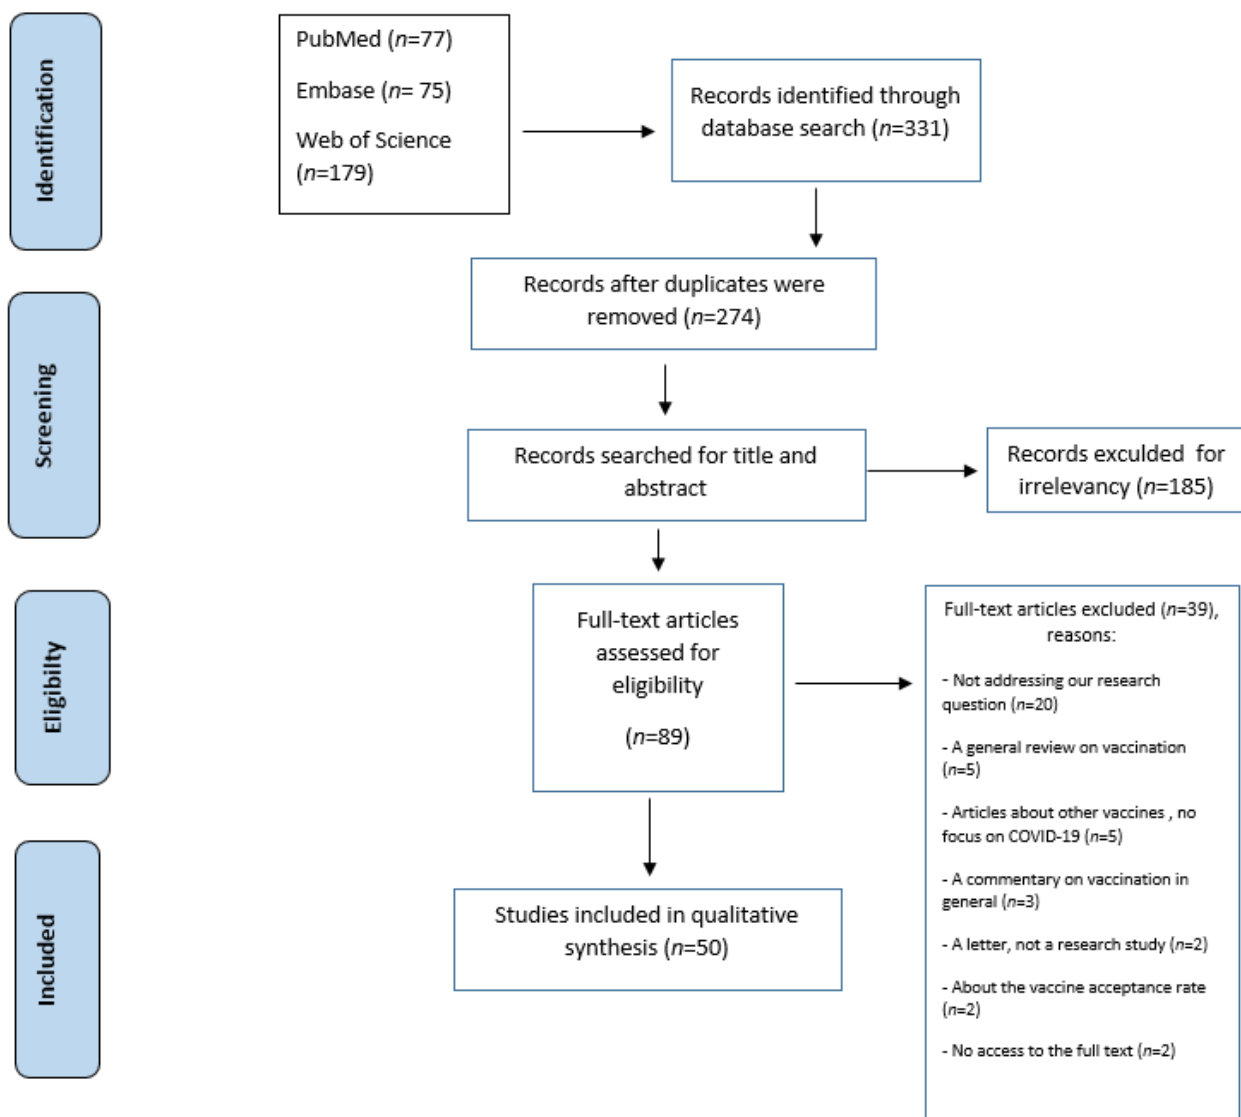 Identification
PubMed (n=77)
Embase (n= 75)
Web of Science
(n=179)
Records identified through
database search (n=331)
Records after duplicates were
removed (n=274)
Screening
Records searched for title and
abstract
Records exculded  for
irrelevancy (n=185)
Eligibilty
Full-text articles
assessed for
eligibility
(n=89)
Full-text articles excluded (n=39),
reasons:
- Not addressing our research
question (n=20)
- A general review on vaccination
(n=5)
- Articles about other vaccines , no
focus on COVID-19 (n=5)
- A commentary on vaccination in
general (n=3)
- A letter, not a research study (n=2)
- About the vaccine acceptance rate
(n=2)
- No access to the full text (n=2)
Included
Studies included in qualitative
synthesis (n=50)